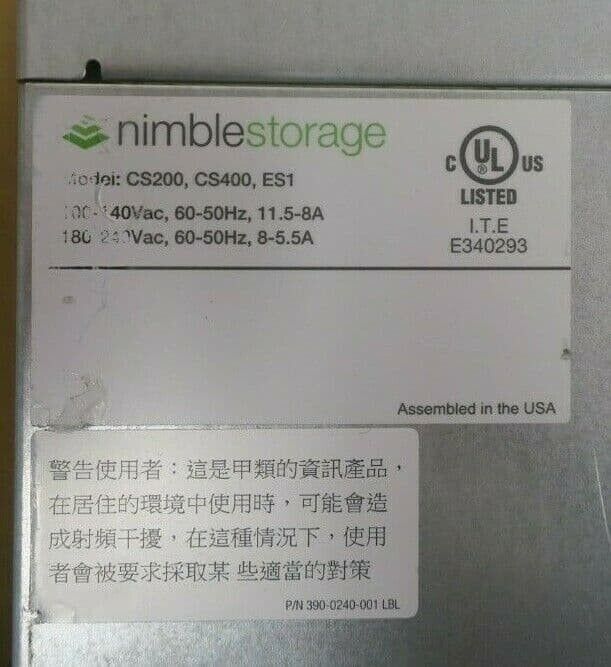 nimblestorage
Model: CS200, CS400, ES1
100-140Vac, 60-50Hz, 11.5-8A
180-240Vac, 60-50Hz, 8-5.5A
C UL ® US
LISTED
I.T.E
E340293
Assembled in the USA
警告使用者：這是甲類的資訊產品，
在居住的環境中使用時，可能會造
成射頻干擾，在這種情況下，使用
者會被要求採取某 些適當的對策
P/N 390-0240-001 LBL